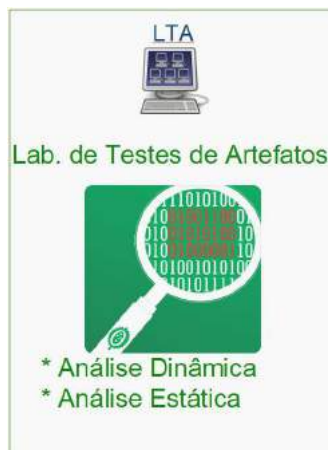 LTA
Lab. de Testes de Artefatos
* Análise Dinâmica
* Análise Estática